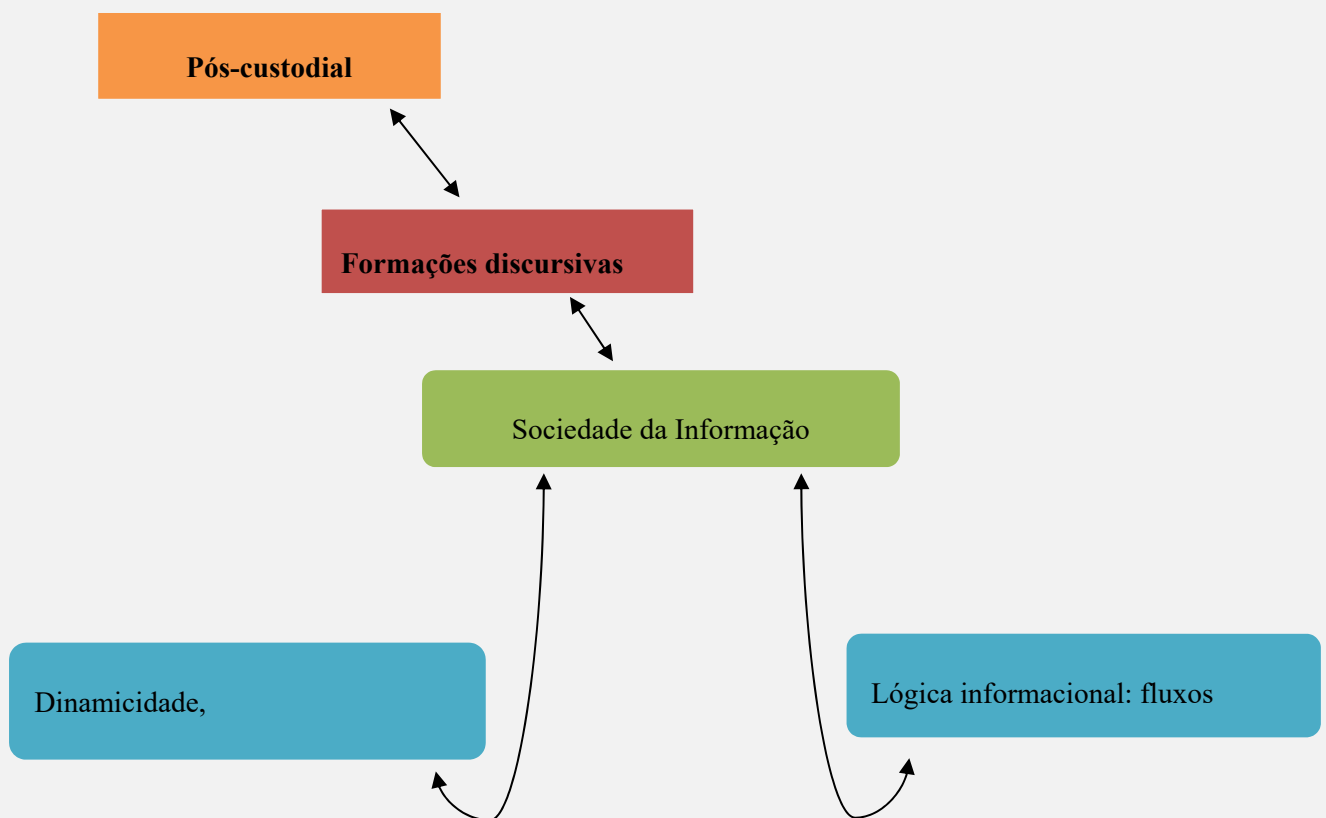 Pós-custodial
Formações discursivas
Sociedade da Informação
Dinamicidade,
Lógica informacional: fluxos